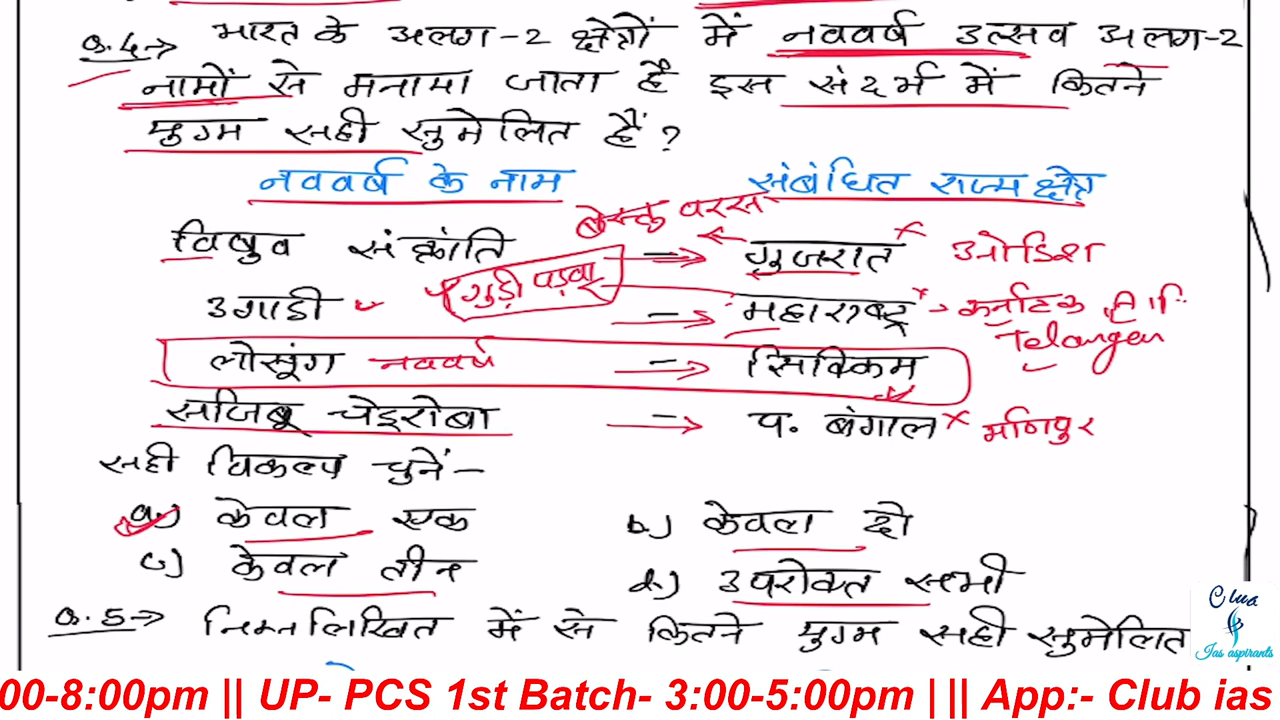 Q.4→ भारत के अलग-2 क्षेत्रों में नववर्ष उत्सव अलग-2
नामों से मनाया जाता है इस संदर्भ में कितने
युग्म सही सुमेलित हैं?
नववर्ष के नाम संबंधित राज्य क्षेत्र
बेस्तु वरस
विषुव संक्रांति – गुजरात × ओडिशा
गुड़ी पड़वा
उगाडी – महाराष्ट्र × कर्नाटक
Telangan
लोसूंग नववर्ष – सिक्किम
सजिबू चेइरोबा – प. बंगाल × मणिपुर
सही विकल्प चुनें–
a) केवल एक b) केवल दो
c) केवल तीन d) उपरोक्त सभी
Q.5→ निम्नलिखित में से कितने युग्म सही सुमेलित
Club
Ias aspirants
00-8:00pm || UP- PCS 1st Batch- 3:00-5:00pm | || App:- Club ias